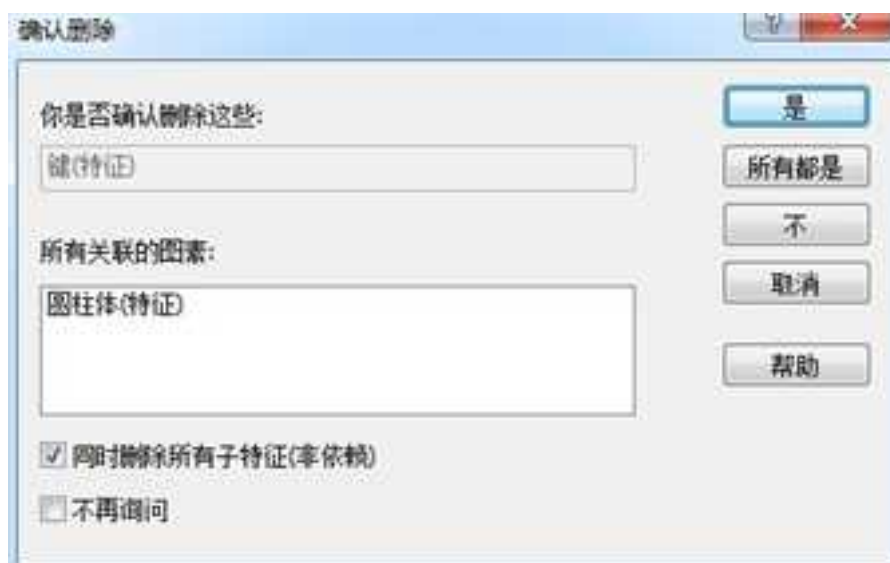 确认删除
你是否确认删除这些:
键(特征)
所有关联的图素:
圆柱体(特征)
同时删除所有子特征(非依赖)
不再询问
是
所有都是
不
取消
帮助